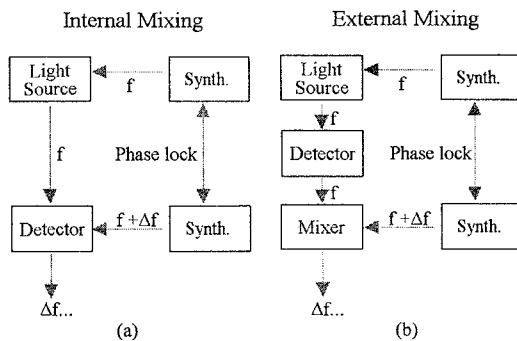 Internal Mixing
Light
Source
f
Synth.
f
Phase lock
Detector
f +Δf
Synth.
Δf...
(a)
External Mixing
Light
Source
f
Synth.
f
Detector
Phase lock
f
Mixer
f +Δf
Synth.
Δf...
(b)